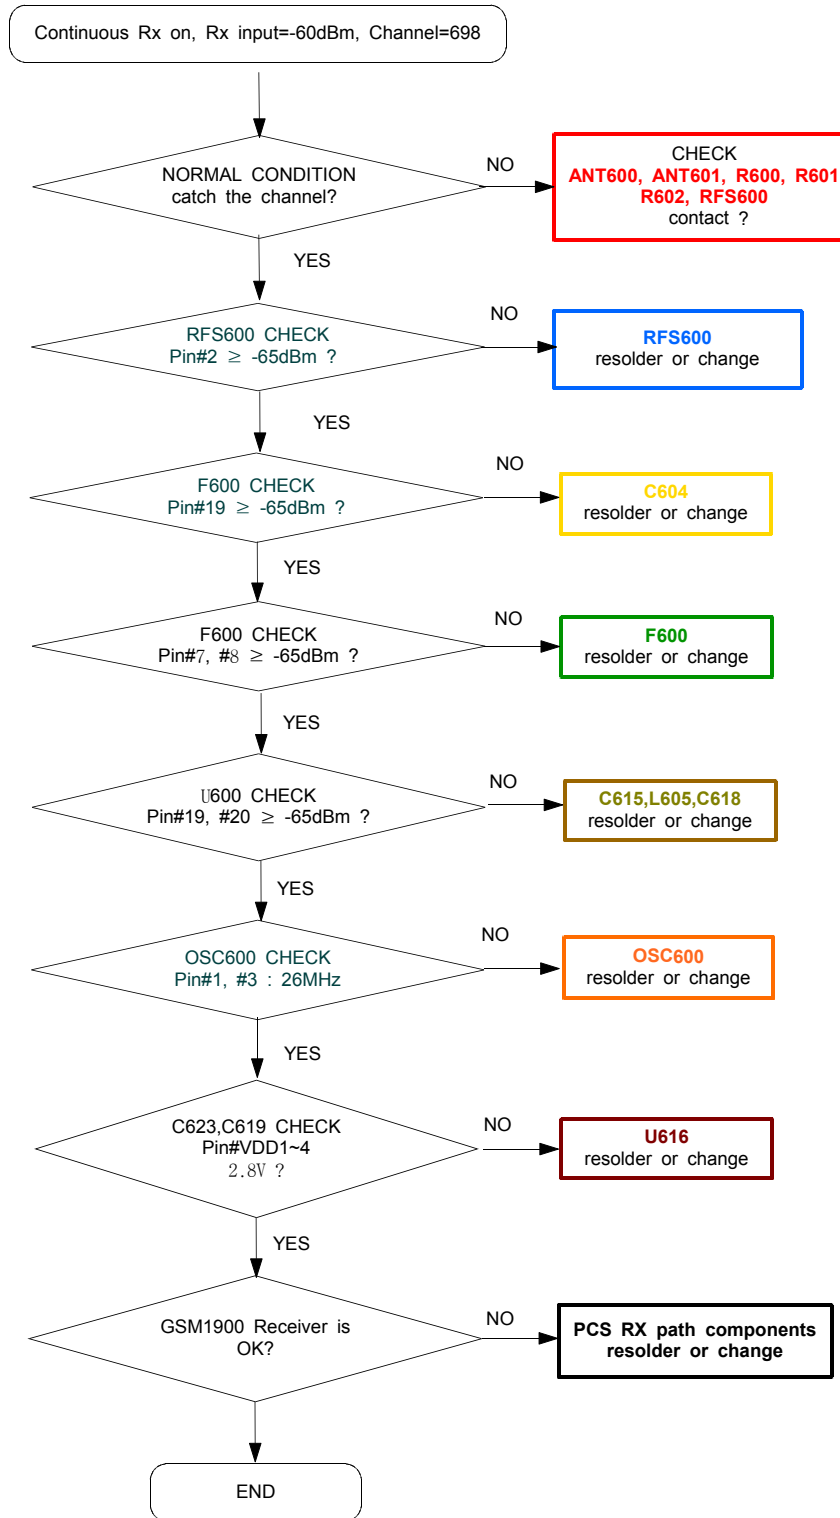 Continuous Rx on, Rx input=-60dBm, Channel=698
NORMAL CONDITION
catch the channel?
NO
CHECK
ANT600, ANT601, R600, R601
R602, RFS600
contact ?
YES
RFS600 CHECK
Pin#2 ≥ -65dBm ?
NO
RFS600
resolder or change
YES
F600 CHECK
Pin#19 ≥ -65dBm ?
NO
C604
resolder or change
YES
F600 CHECK
Pin#7, #8 ≥ -65dBm ?
NO
F600
resolder or change
YES
U600 CHECK
Pin#19, #20 ≥ -65dBm ?
NO
C615,L605,C618
resolder or change
YES
OSC600 CHECK
Pin#1, #3 : 26MHz
NO
OSC600
resolder or change
YES
C623,C619 CHECK
Pin#VDD1~4
2.8V ?
NO
U616
resolder or change
YES
GSM1900 Receiver is
OK?
NO
PCS RX path components
resolder or change
END